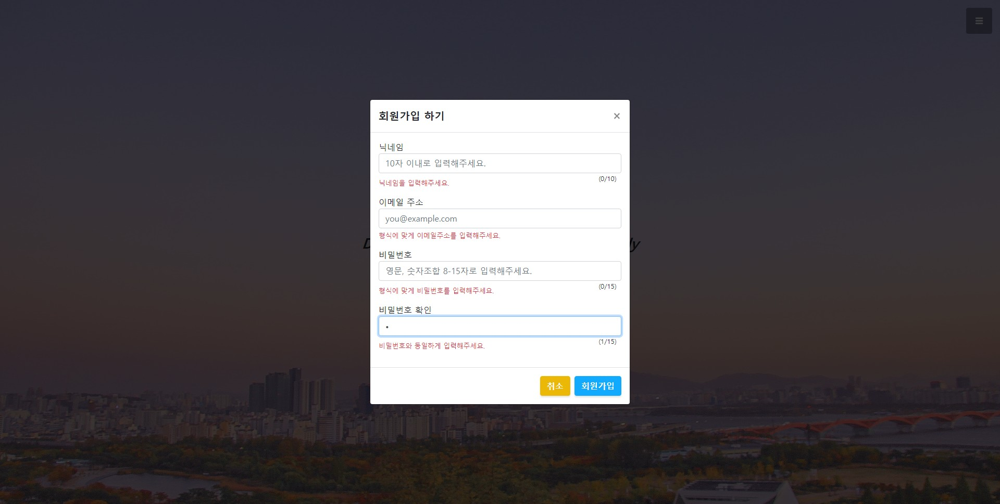 회원가입 하기
×
닉네임
10자 이내로 입력해주세요.
(0/10)
닉네임을 입력해주세요.
이메일 주소
you@example.com
형식에 맞게 이메일주소를 입력해주세요.
비밀번호
영문, 숫자조합 8-15자로 입력해주세요.
(0/15)
형식에 맞게 비밀번호를 입력해주세요.
비밀번호 확인
•
(1/15)
비밀번호와 동일하게 입력해주세요.
취소 회원가입